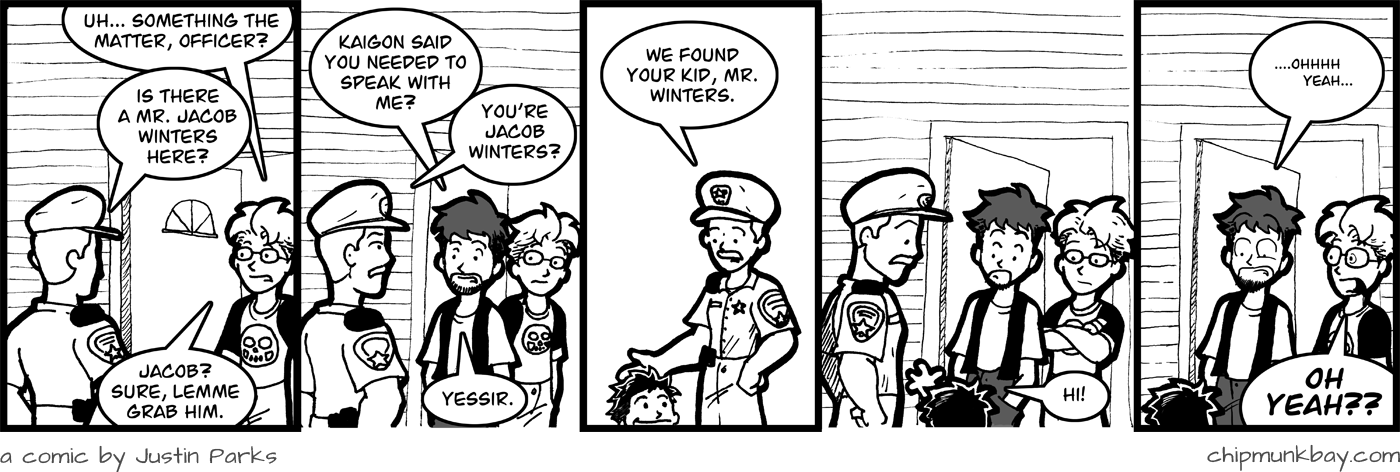 UH... SOMETHING THE
MATTER, OFFICER?
IS THERE
A MR. JACOB
WINTERS
HERE?
JACOB?
SURE, LEMME
GRAB HIM.
KAIGON SAID
YOU NEEDED TO
SPEAK WITH
ME?
YOU'RE
JACOB
WINTERS?
YESSIR.
WE FOUND
YOUR KID, MR.
WINTERS.
HI!
....OHHHH
YEAH...
OH
YEAH??
a comic by Justin Parks
chipmunkbay.com